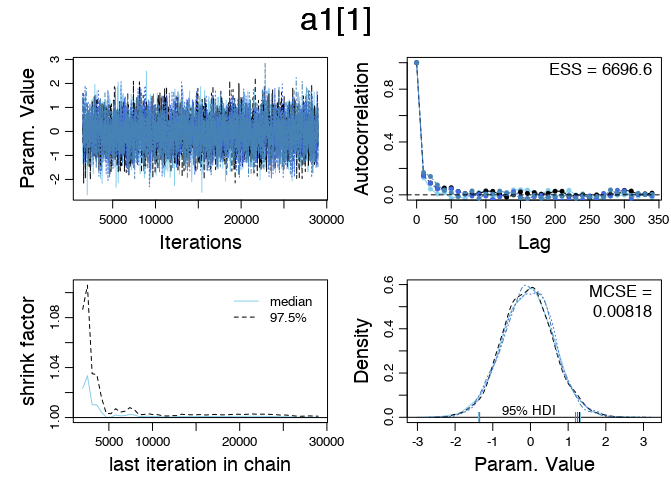 a1[1]
Param. Value
3
2
1
0
-1
-2
5000 10000 20000 30000
Iterations
Autocorrelation
0.8
0.4
0.0
ESS = 6696.6
0 50 100 150 200 250 300 350
Lag
shrink factor
1.08
1.04
1.00
median
97.5%
5000 10000 20000 30000
last iteration in chain
Density
0.6
0.4
0.2
0.0
MCSE =
0.00818
95% HDI
-3 -2 -1 0 1 2 3
Param. Value